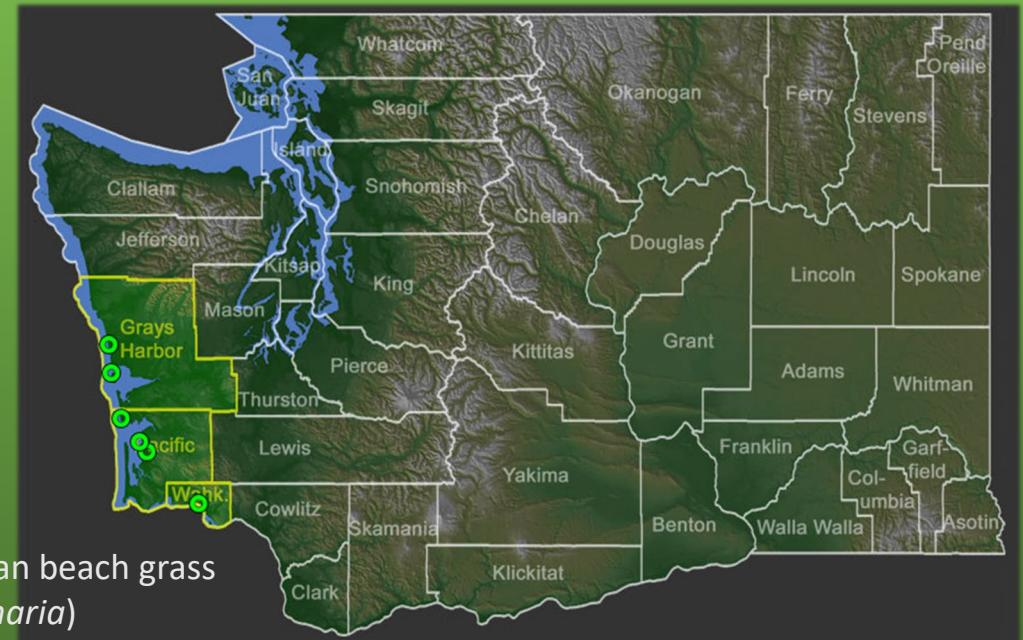 Whatcom
Pend
Oreille
San
Juan
Okanogan
Ferry
Stevens
Skagit
Island
Clallam
Snohomish
Chelan
Jefferson
Douglas
Kitsap
King
Lincoln
Spokane
Mason
Grays
Harbor
Kittitas
Grant
Pierce
Adams
Whitman
Thurston
Lewis
Franklin
Garf-
field
cific
Yakima
Col-
umbia
Wahk.
Cowlitz
Skamania
Benton
Walla Walla
Asotin
Klickitat
Clark
an beach grass
naria)